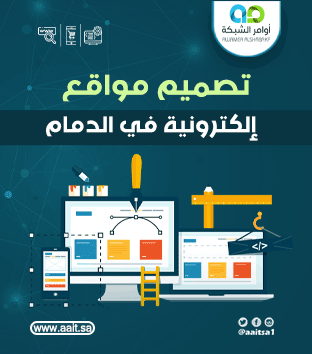 أوامر الشبكة
AWAMER ALSHABAKA
تصميم مواقع
إلكترونية في الدمام
</>
www.aait.sa
@aaitsa1